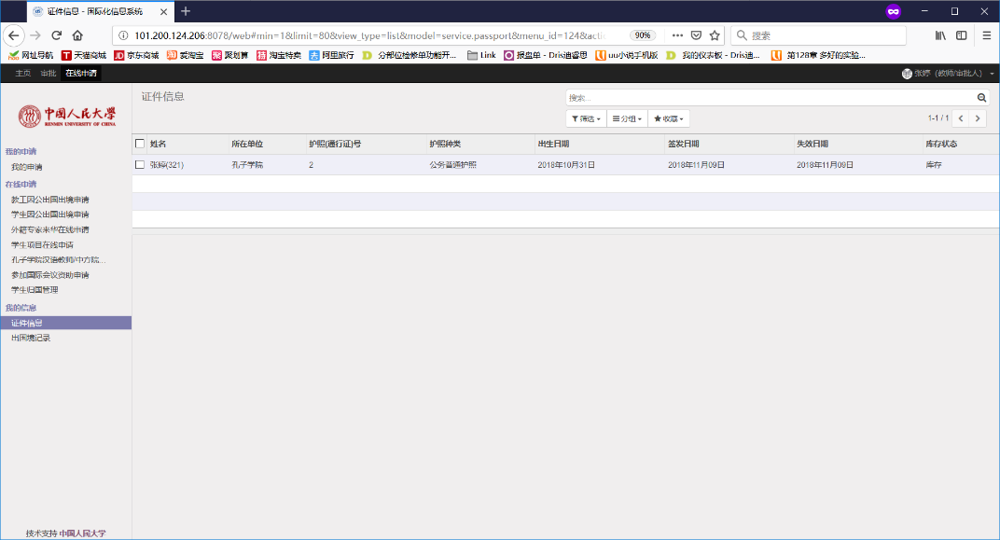 证件信息 - 国际化信息系统
101.200.124.206:8078/web#min=1&limit=80&view_type=list&model=service.passport&menu_id=124&acti
90%
搜索
网址导航 天猫商城 京东商城 爱淘宝 聚划算 淘宝特卖 阿里旅行 分部位检修单功能开... Link 报盘单 - Dris迪睿思 uu小说手机版 我的仪表板 - Dris迪... 第128章 多好的实验...
主页 审批 在线申请
张婷（教师/审批人）
中国人民大学
RENMIN UNIVERSITY OF CHINA
证件信息
搜索...
筛选 分组 收藏
1-1 / 1
我的申请
我的申请
在线申请
教工因公出国出境申请
学生因公出国出境申请
外籍专家来华在线申请
学生项目在线申请
孔子学院汉语教师/中方院...
参加国际会议资助申请
学生归国管理
我的信息
证件信息
出国境记录
姓名 所在单位 护照(通行证)号 护照种类 出生日期 签发日期 失效日期 库存状态
张婷(321) 孔子学院 2 公务普通护照 2018年10月31日 2018年11月09日 2018年11月09日 库存
技术支持 中国人民大学